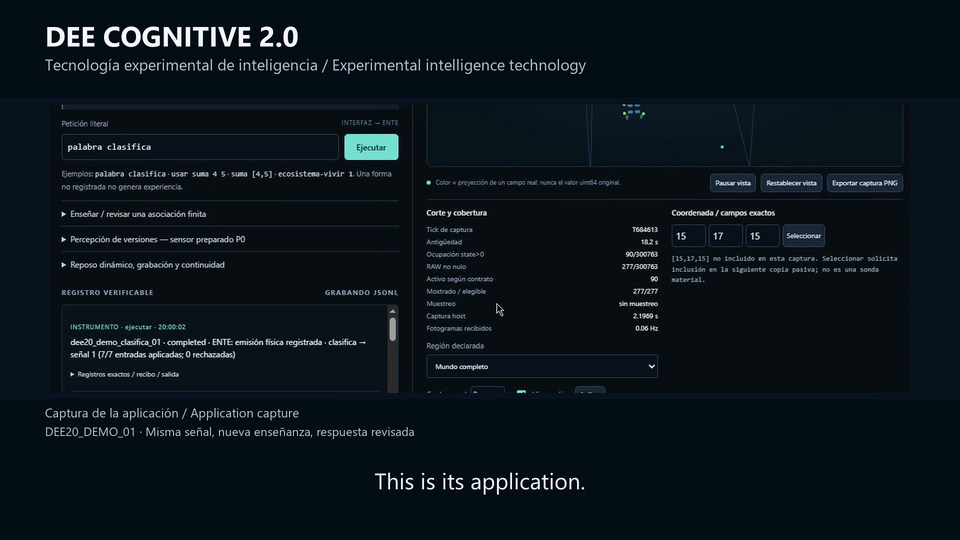 DEE COGNITIVE 2.0
Tecnología experimental de inteligencia / Experimental intelligence technology
Petición literal
INTERFAZ → ENTE
palabra clasifica
Ejecutar
Ejemplos: palabra clasifica · usar suma 4 5 · suma [4,5] · ecosistema-vivir 1. Una forma
no registrada no genera experiencia.
▸ Enseñar / revisar una asociación finita
▸ Percepción de versiones — sensor preparado P0
▸ Reposo dinámico, grabación y continuidad
REGISTRO VERIFICABLE
GRABANDO JSONL
INSTRUMENTO · ejecutar · 20:00:02
dee20_demo_clasifica_01 · completed · ENTE: emisión física registrada · clasifica →
señal 1 (7/7 entradas aplicadas; 0 rechazadas)
▸ Registros exactos / recibo / salida
Color = proyección de un campo real; nunca el valor uint64 original.
Pausar vista
Restablecer vista
Exportar captura PNG
Corte y cobertura
Tick de captura T684613
Antigüedad 18.2 s
Ocupación state>0 90/300763
RAW no nulo 277/300763
Activo según contrato 90
Mostrado / elegible 277/277
Muestreo sin muestreo
Captura host 2.1969 s
Fotogramas recibidos 0.06 Hz
Región declarada
Mundo completo
Coordenada / campos exactos
15 17 15 Seleccionar
[15,17,15] no incluido en esta captura. Seleccionar solicita
inclusión en la siguiente copia pasiva; no es una sonda
material.
Captura de la aplicación / Application capture
DEE20_DEMO_01 · Misma señal, nueva enseñanza, respuesta revisada
This is its application.